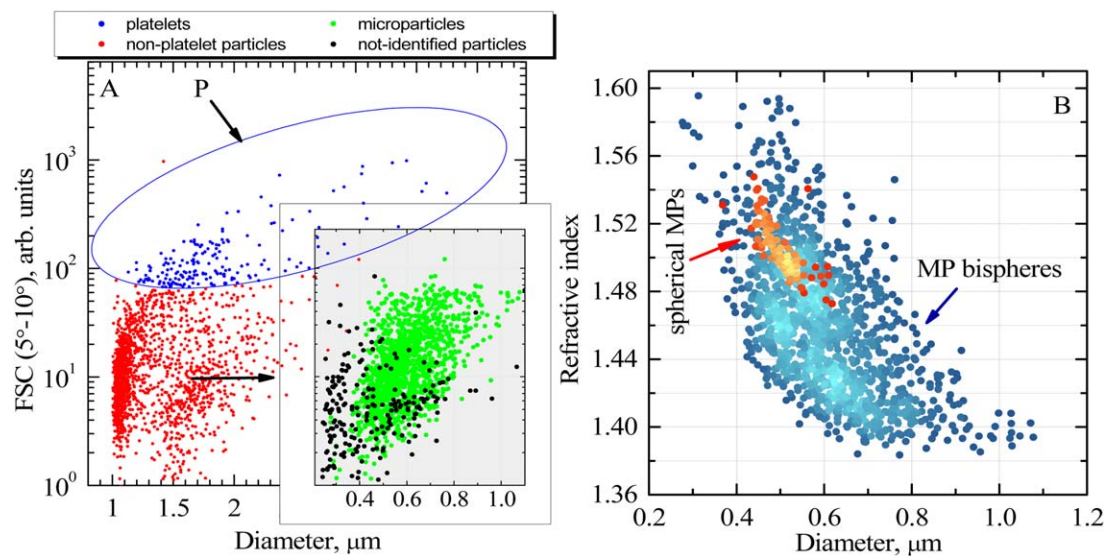 platelets
microparticles
non-platelet particles
not-identified particles
A
P
FSC (5°-10°), arb. units
10³
10²
10¹
10⁰
1
1.5
2
0.4
0.6
0.8
1.0
Diameter, μm
B
Refractive index
1.60
1.56
1.52
1.48
1.44
1.40
1.36
spherical MPs
MP bispheres
0.2
0.4
0.6
0.8
1.0
1.2
Diameter, μm